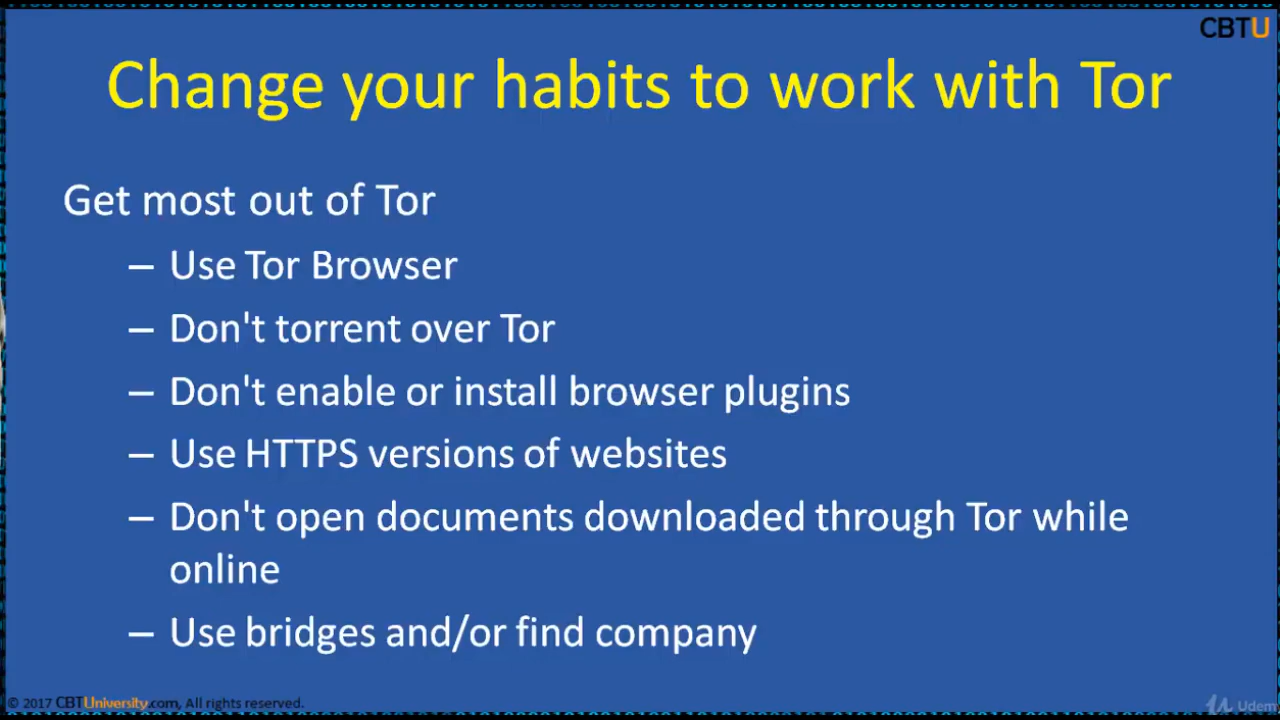 CBTU
Change your habits to work with Tor
Get most out of Tor
– Use Tor Browser
– Don't torrent over Tor
– Don't enable or install browser plugins
– Use HTTPS versions of websites
– Don't open documents downloaded through Tor while
online
– Use bridges and/or find company
© 2017 CBTUniversity.com, All rights reserved.